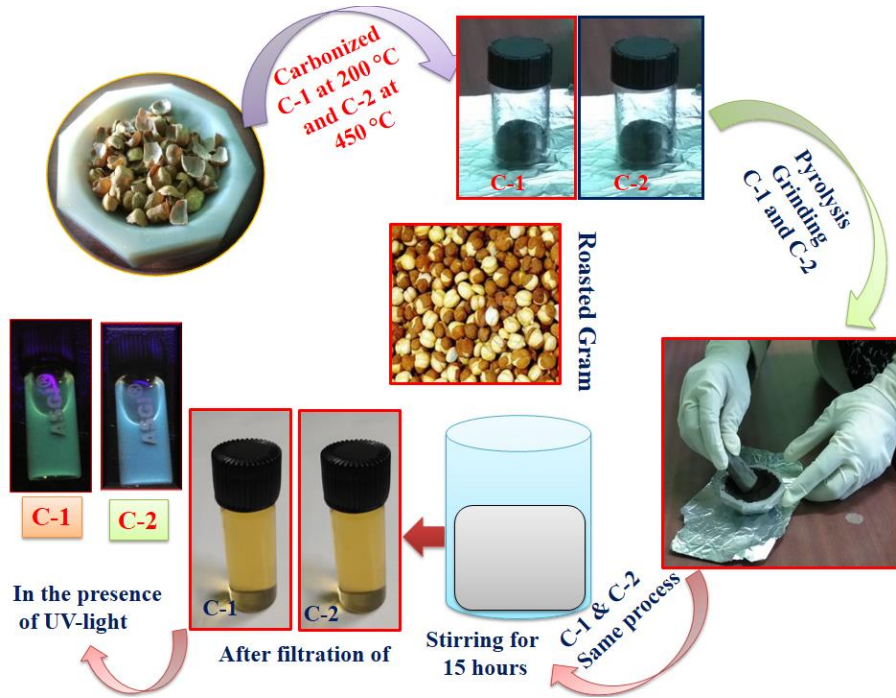 Carbonized
C-1 at 200 °C
and C-2 at
450 °C
C-1
C-2
Pyrolysis
Grinding
C-1 and C-2
Roasted Gram
C-1 & C-2
Same process
Stirring for
15 hours
C-1
C-2
After filtration of
In the presence
of UV-light
C-1
C-2